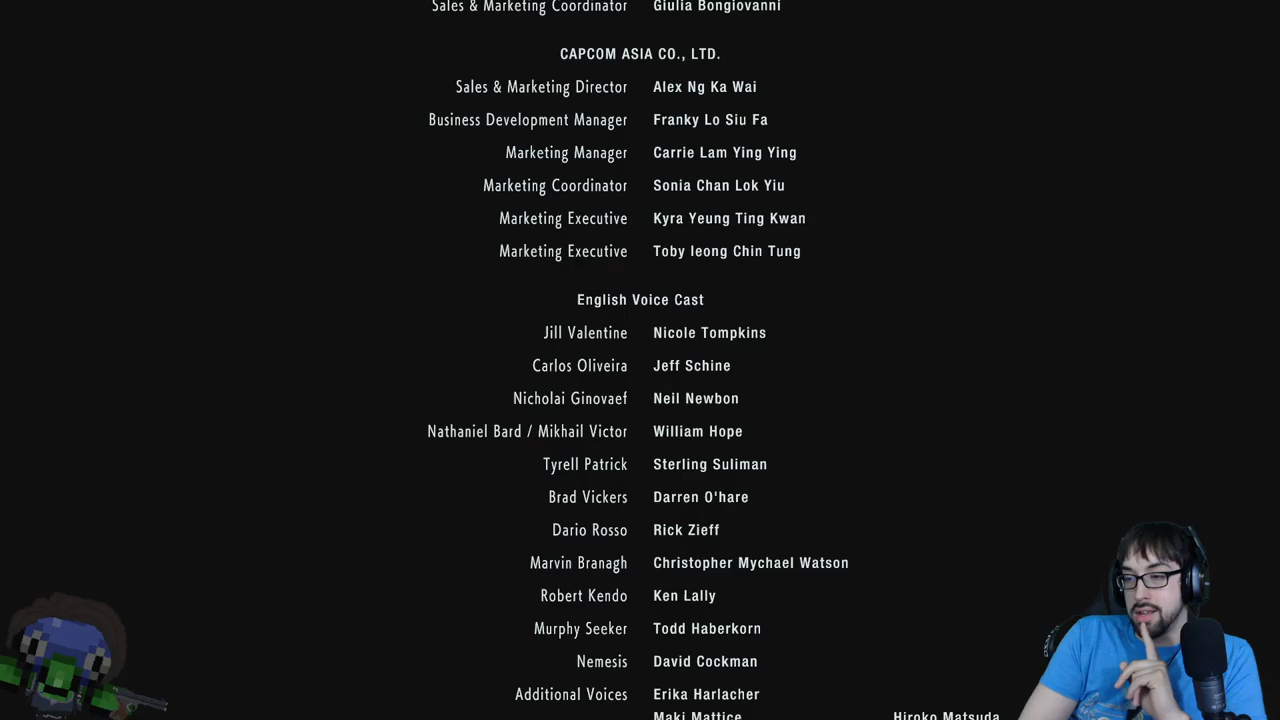 Sales & Marketing Coordinator Giulia Bongiovanni
CAPCOM ASIA CO., LTD.
Sales & Marketing Director Alex Ng Ka Wai
Business Development Manager Franky Lo Siu Fa
Marketing Manager Carrie Lam Ying Ying
Marketing Coordinator Sonia Chan Lok Yiu
Marketing Executive Kyra Yeung Ting Kwan
Marketing Executive Toby Ieong Chin Tung
English Voice Cast
Jill Valentine Nicole Tompkins
Carlos Oliveira Jeff Schine
Nicholai Ginovaef Neil Newbon
Nathaniel Bard / Mikhail Victor William Hope
Tyrell Patrick Sterling Suliman
Brad Vickers Darren O'hare
Dario Rosso Rick Zieff
Marvin Branagh Christopher Mychael Watson
Robert Kendo Ken Lally
Murphy Seeker Todd Haberkorn
Nemesis David Cockman
Additional Voices Erika Harlacher
Maki Mattice Hiroko Matsuda